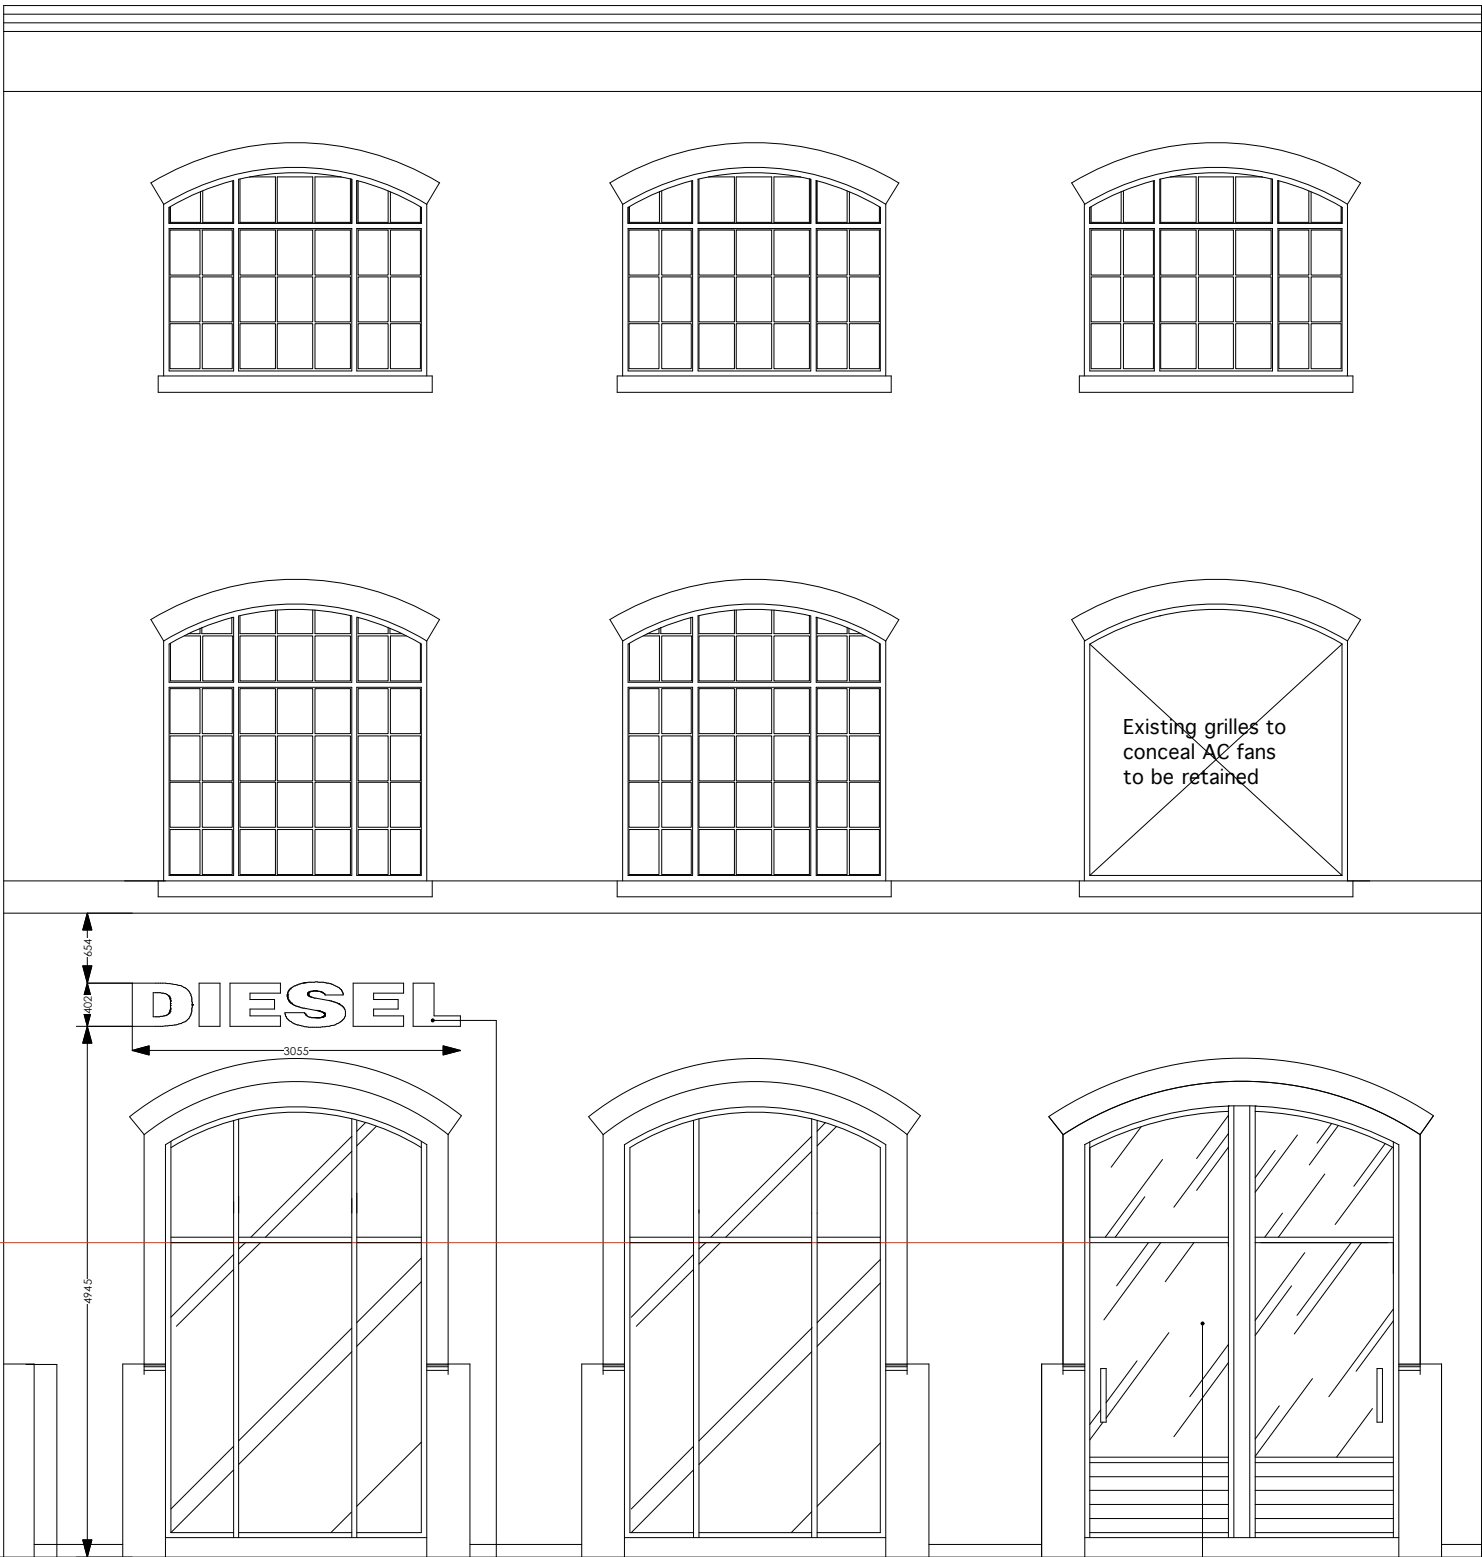 Existing grilles to
conceal AC fans
to be retained
654
402
DIESEL
3055
4945